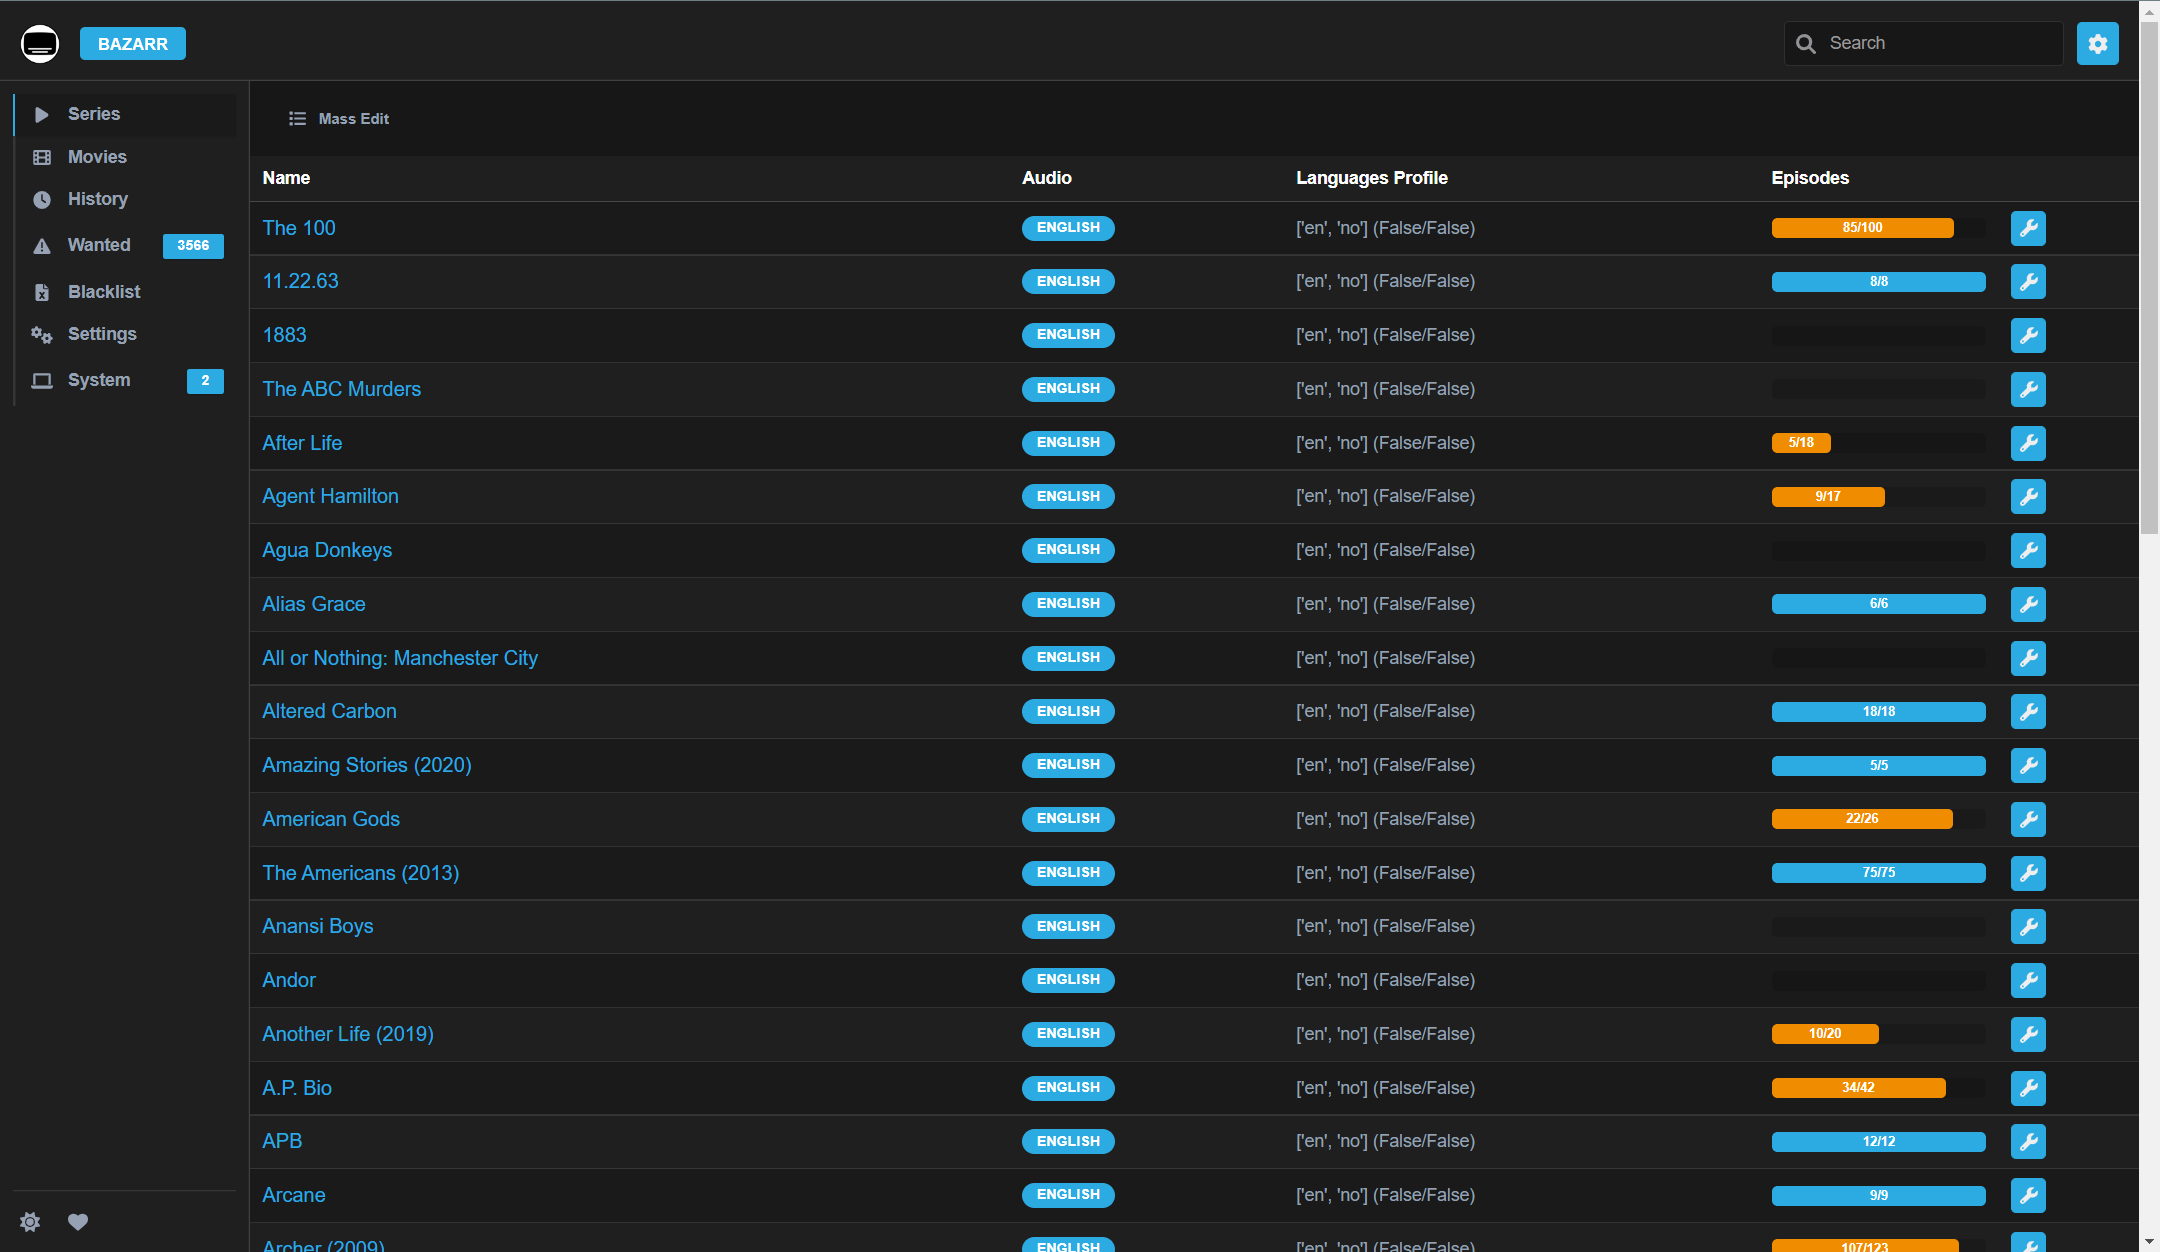 BAZARR
Search
Series
Movies
History
Wanted 3566
Blacklist
Settings
System 2
Mass Edit
Name Audio Languages Profile Episodes
The 100 ENGLISH ['en', 'no'] (False/False) 85/100
11.22.63 ENGLISH ['en', 'no'] (False/False) 8/8
1883 ENGLISH ['en', 'no'] (False/False)
The ABC Murders ENGLISH ['en', 'no'] (False/False)
After Life ENGLISH ['en', 'no'] (False/False) 5/18
Agent Hamilton ENGLISH ['en', 'no'] (False/False) 9/17
Agua Donkeys ENGLISH ['en', 'no'] (False/False)
Alias Grace ENGLISH ['en', 'no'] (False/False) 6/6
All or Nothing: Manchester City ENGLISH ['en', 'no'] (False/False)
Altered Carbon ENGLISH ['en', 'no'] (False/False) 18/18
Amazing Stories (2020) ENGLISH ['en', 'no'] (False/False) 5/5
American Gods ENGLISH ['en', 'no'] (False/False) 22/26
The Americans (2013) ENGLISH ['en', 'no'] (False/False) 75/75
Anansi Boys ENGLISH ['en', 'no'] (False/False)
Andor ENGLISH ['en', 'no'] (False/False)
Another Life (2019) ENGLISH ['en', 'no'] (False/False) 10/20
A.P. Bio ENGLISH ['en', 'no'] (False/False) 34/42
APB ENGLISH ['en', 'no'] (False/False) 12/12
Arcane ENGLISH ['en', 'no'] (False/False) 9/9
Archer (2009) ENGLISH ['en', 'no'] (False/False) 107/123